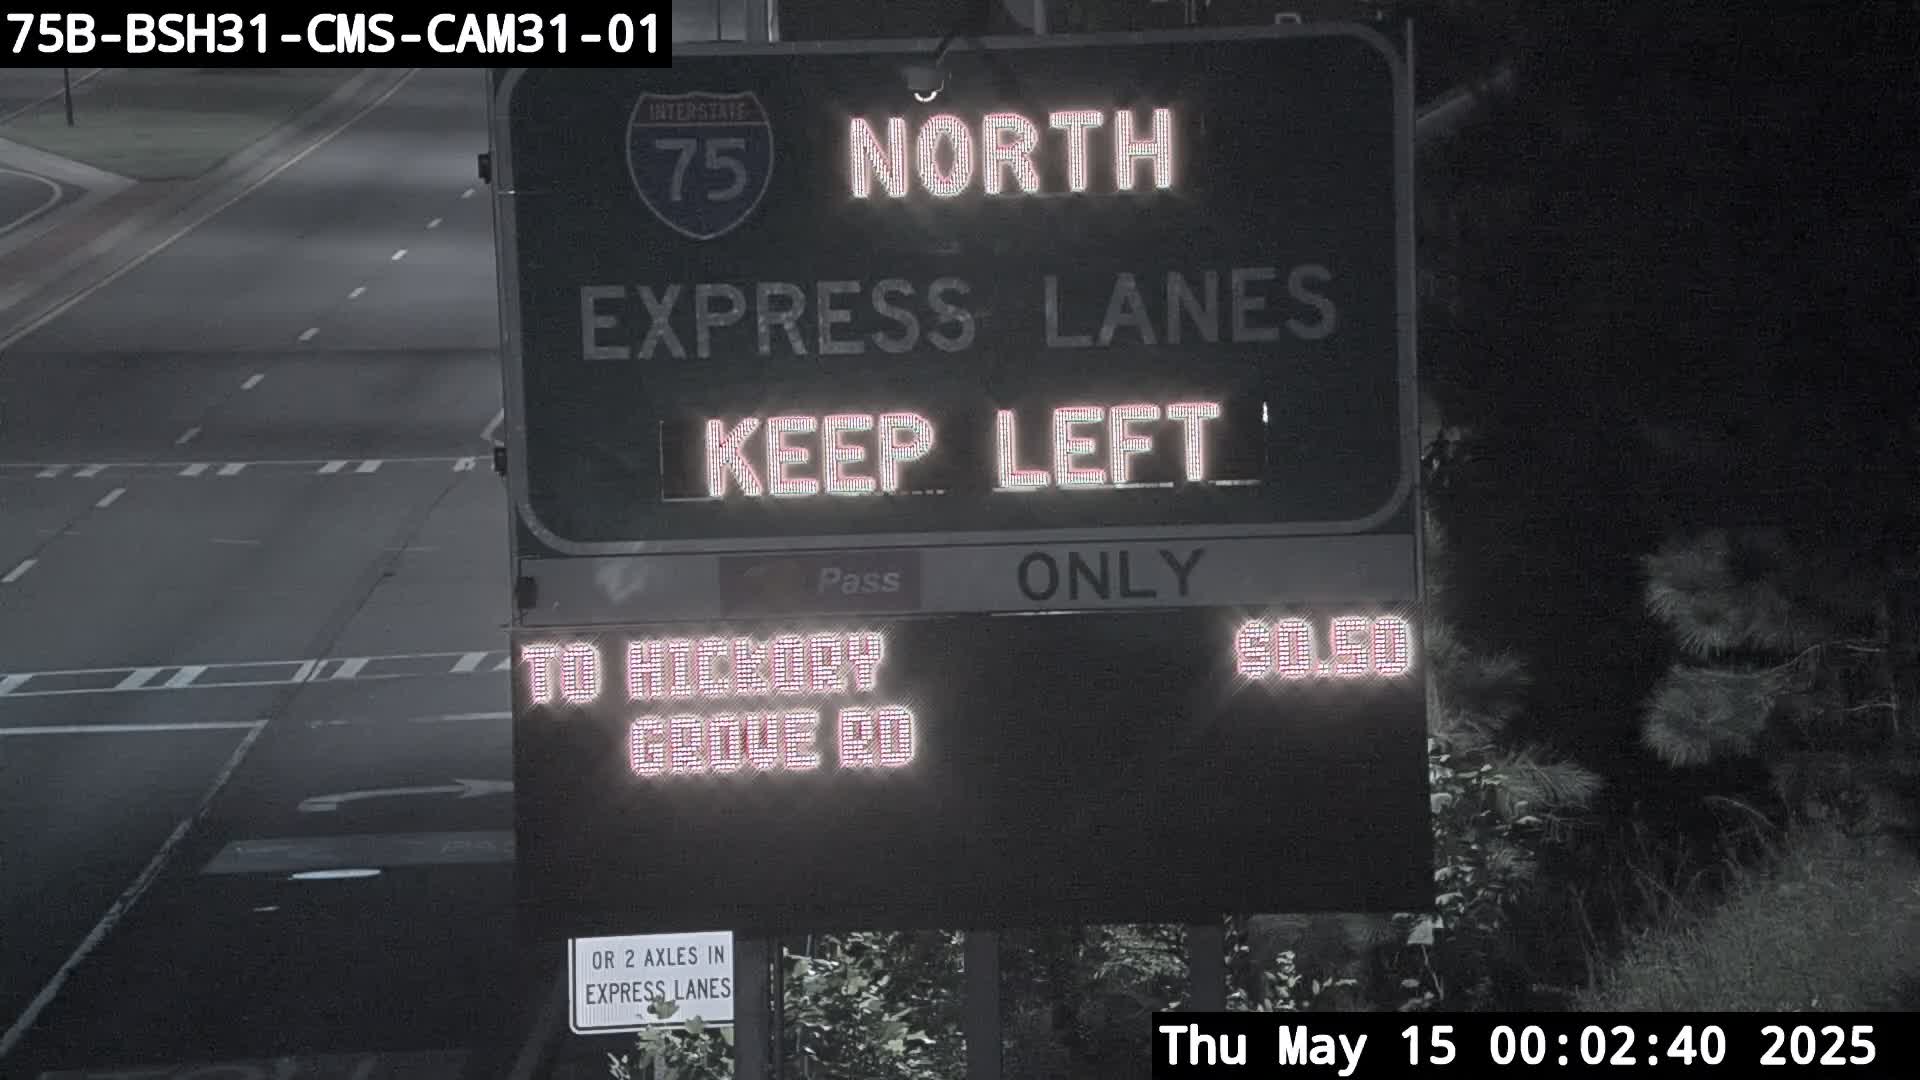 75B-BSH31-CMS-CAM31-01
INTERSTATE
75
NORTH
EXPRESS LANES
KEEP LEFT
Pass ONLY
TO HICKORY $0.50
GROVE RD
OR 2 AXLES IN
EXPRESS LANES
Thu May 15 00:02:40 2025